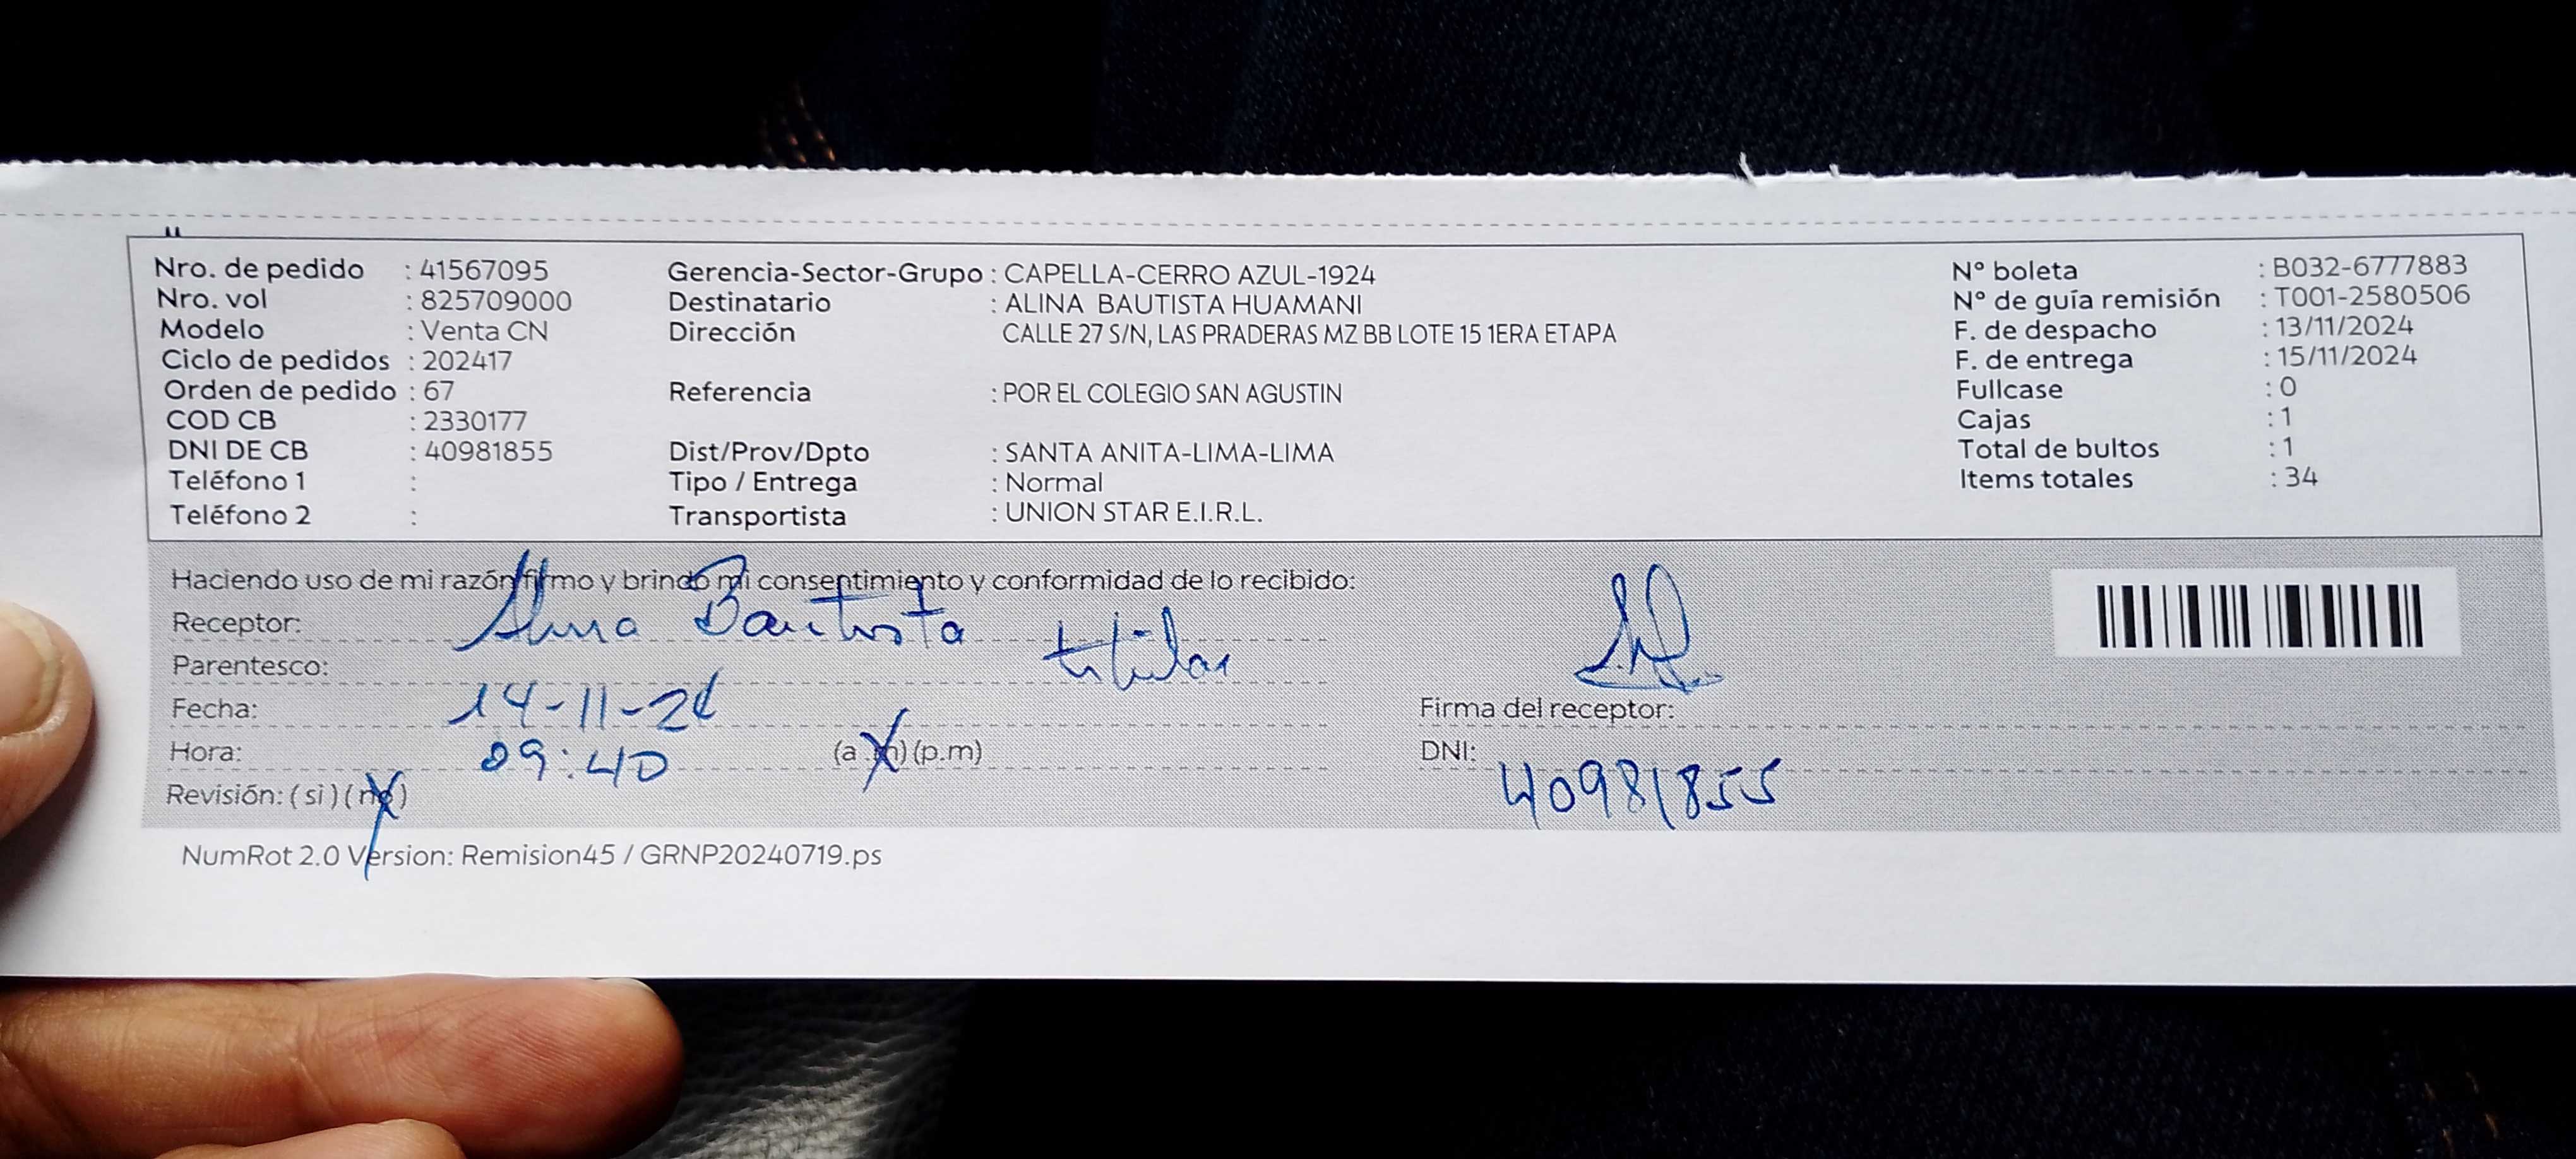 Nro. de pedido : 41567095 Gerencia-Sector-Grupo : CAPELLA-CERRO AZUL-1924 N° boleta : B032-6777883
Nro. vol : 825709000 Destinatario : ALINA BAUTISTA HUAMANI N° de guía remisión : T001-2580506
Modelo : Venta CN Dirección CALLE 27 S/N, LAS PRADERAS MZ BB LOTE 15 1ERA ETAPA F. de despacho : 13/11/2024
Ciclo de pedidos : 202417 F. de entrega : 15/11/2024
Orden de pedido : 67 Referencia : POR EL COLEGIO SAN AGUSTIN Fullcase : 0
COD CB : 2330177 Cajas : 1
DNI DE CB : 40981855 Dist/Prov/Dpto : SANTA ANITA-LIMA-LIMA Total de bultos : 1
Teléfono 1 : Tipo / Entrega : Normal Items totales : 34
Teléfono 2 : Transportista : UNION STAR E.I.R.L.
Haciendo uso de mi razón firmo y brindo mi consentimiento y conformidad de lo recibido:
Receptor: Alina Bautista
Parentesco: titular
Fecha: 14-11-24 Firma del receptor:
Hora: 09:40 (a.m) (p.m) DNI: 40981855
Revisión: ( si ) ( no )
NumRot 2.0 Version: Remision45 / GRNP20240719.ps